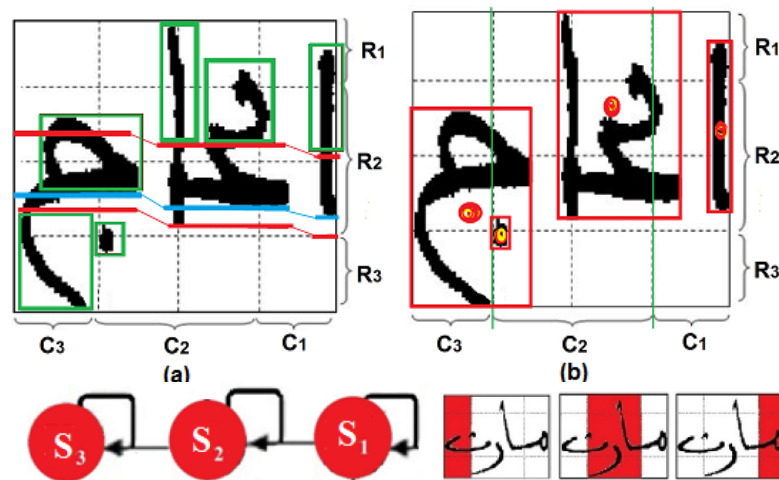 R₁
R₂
R₃
C₃ C₂ C₁
(a)
R₁
R₂
R₃
C₃ C₂ C₁
(b)
S₃ S₂ S₁